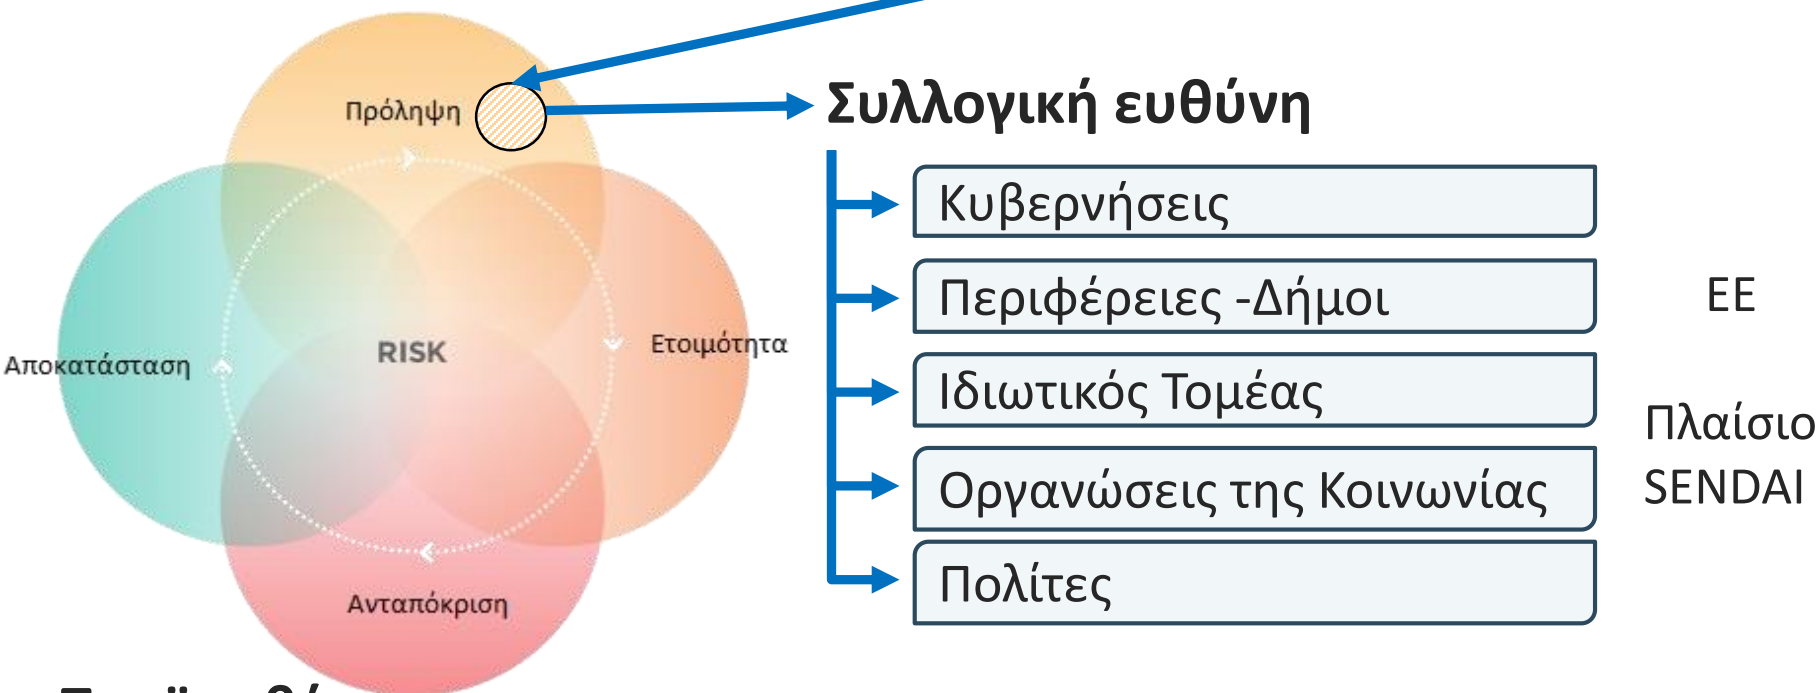 Πρόληψη
Συλλογική ευθύνη
Κυβερνήσεις
Περιφέρειες -Δήμοι
ΕΕ
Ετοιμότητα
RISK
Αποκατάσταση
Ιδιωτικός Τομέας
Πλαίσιο
SENDAI
Οργανώσεις της Κοινωνίας
Πολίτες
Ανταπόκριση